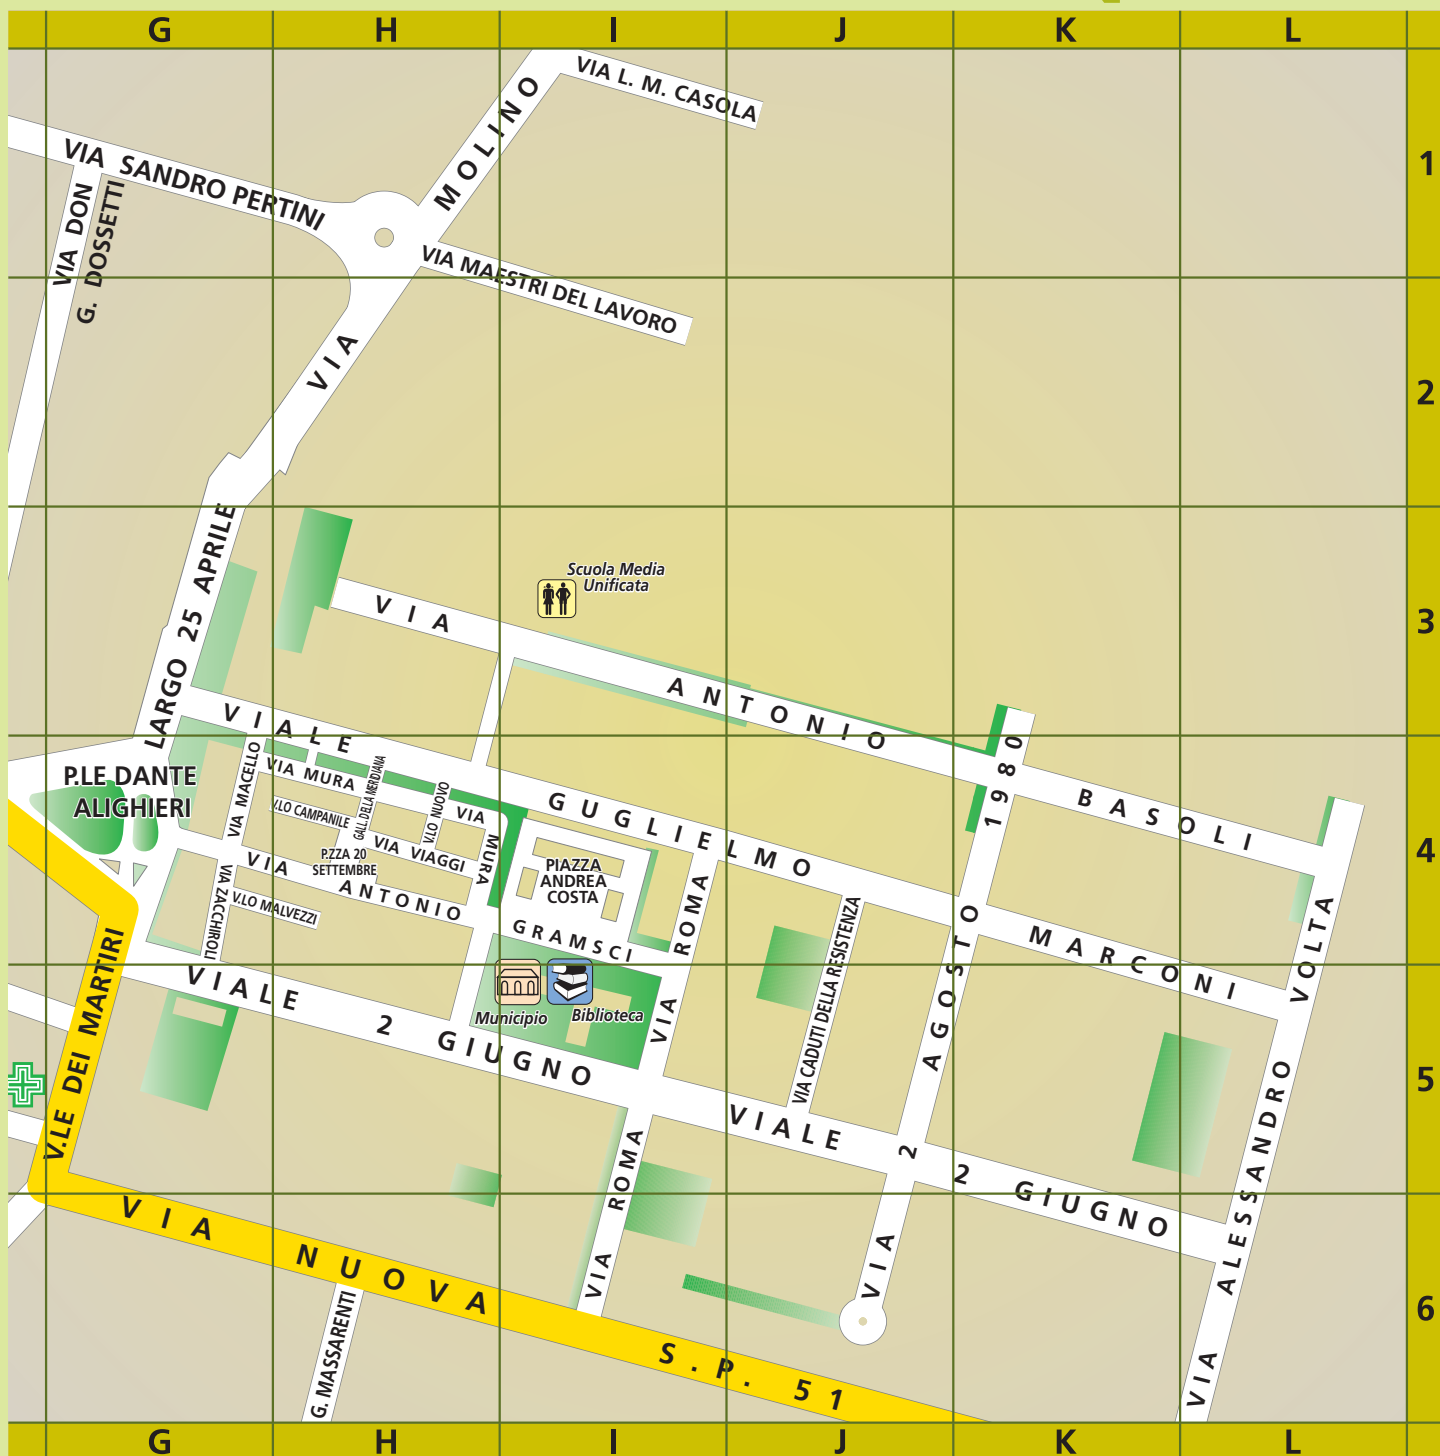 G H I J K L
VIA L. M. CASOLA
VIA MOLINO
VIA SANDRO PERTINI
1
VIA DON
G. DOSSETTI
VIA MAESTRI DEL LAVORO
2
LARGO 25 APRILE
Scuola Media
Unificata
3
VIA ANTONIO BASOLI
VIALE GUGLIELMO MARCONI
P.LE DANTE
ALIGHIERI
VIA MACELLO
VIA MURA
GALL. DELLA MERIDIANA
V.LO NUOVO
VIA MURA
V.LO CAMPANILE
VIA VIAGGI
P.ZZA 20
SETTEMBRE
PIAZZA
ANDREA
COSTA
4
VIA ANTONIO GRAMSCI
VIA ZACCHIROLI
V.LO MALVEZZI
VIA ROMA
VIA CADUTI DELLA RESISTENZA
VIA 2 AGOSTO 1980
VIA ALESSANDRO VOLTA
V.LE DEI MARTIRI
VIALE 2 GIUGNO
Municipio
Biblioteca
5
VIALE 2 GIUGNO
VIA ROMA
VIA NUOVA
S.P. 51
G. MASSARENTI
6
G H I J K L